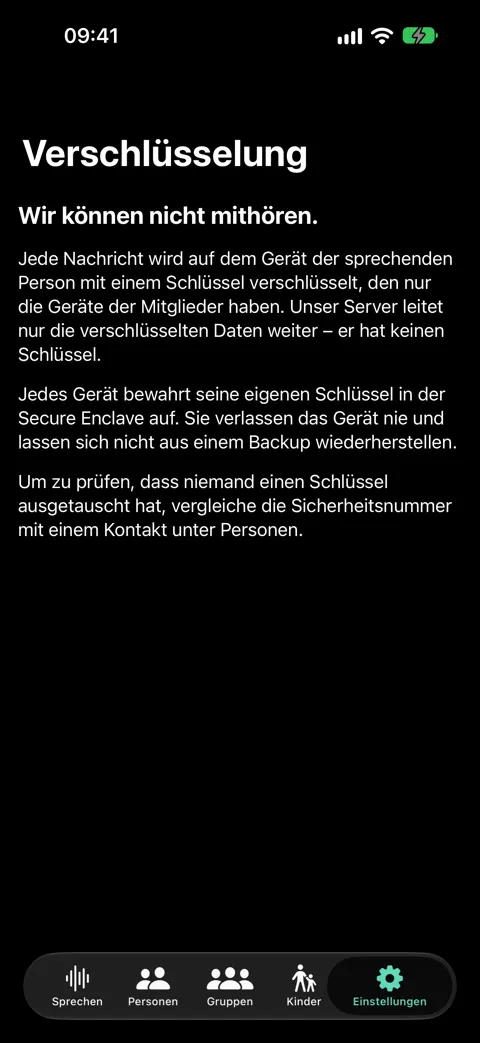 09:41
Verschlüsselung
Wir können nicht mithören.
Jede Nachricht wird auf dem Gerät der sprechenden
Person mit einem Schlüssel verschlüsselt, den nur
die Geräte der Mitglieder haben. Unser Server leitet
nur die verschlüsselten Daten weiter – er hat keinen
Schlüssel.
Jedes Gerät bewahrt seine eigenen Schlüssel in der
Secure Enclave auf. Sie verlassen das Gerät nie und
lassen sich nicht aus einem Backup wiederherstellen.
Um zu prüfen, dass niemand einen Schlüssel
ausgetauscht hat, vergleiche die Sicherheitsnummer
mit einem Kontakt unter Personen.
Sprechen Personen Gruppen Kinder Einstellungen